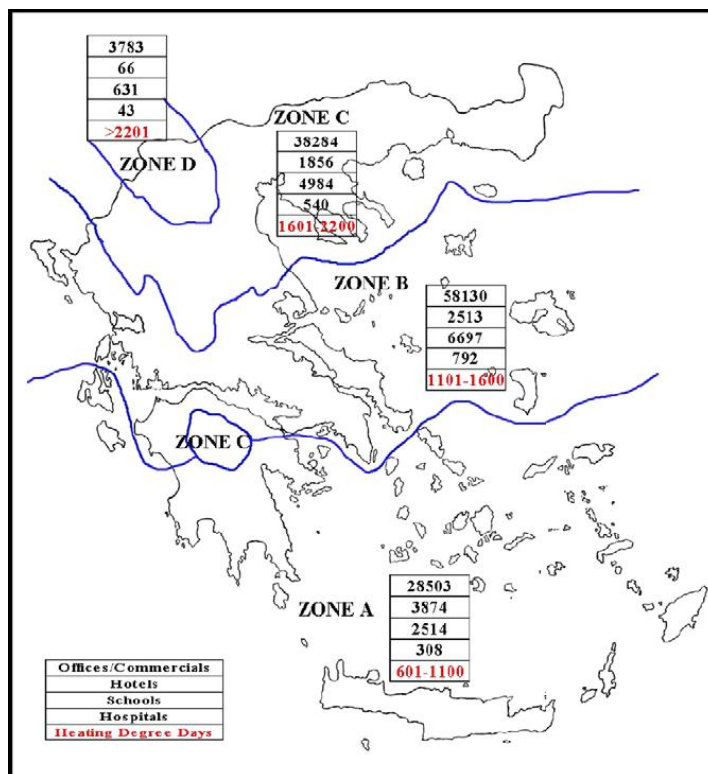 3783
66
631
43
>2201
ZONE D
ZONE C
38284
1856
4984
540
1601-2200
ZONE B
58130
2513
6697
792
1101-1600
ZONE C
ZONE A
28503
3874
2514
308
601-1100
Offices/Commercials
Hotels
Schools
Hospitals
Heating Degree Days